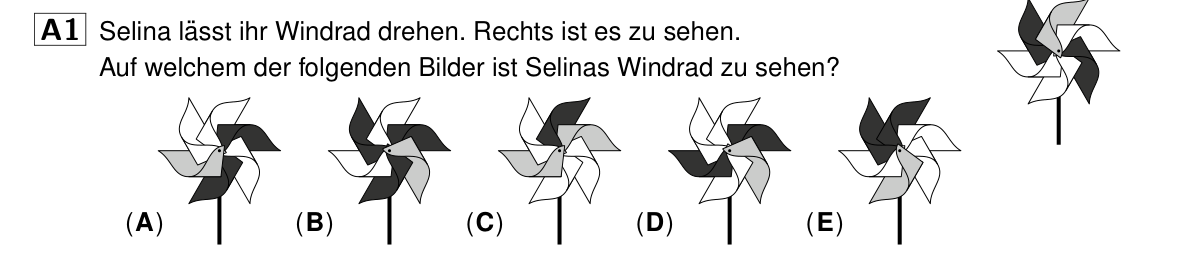 A1 Selina lässt ihr Windrad drehen. Rechts ist es zu sehen.
Auf welchem der folgenden Bilder ist Selinas Windrad zu sehen?
(A) (B) (C) (D) (E)